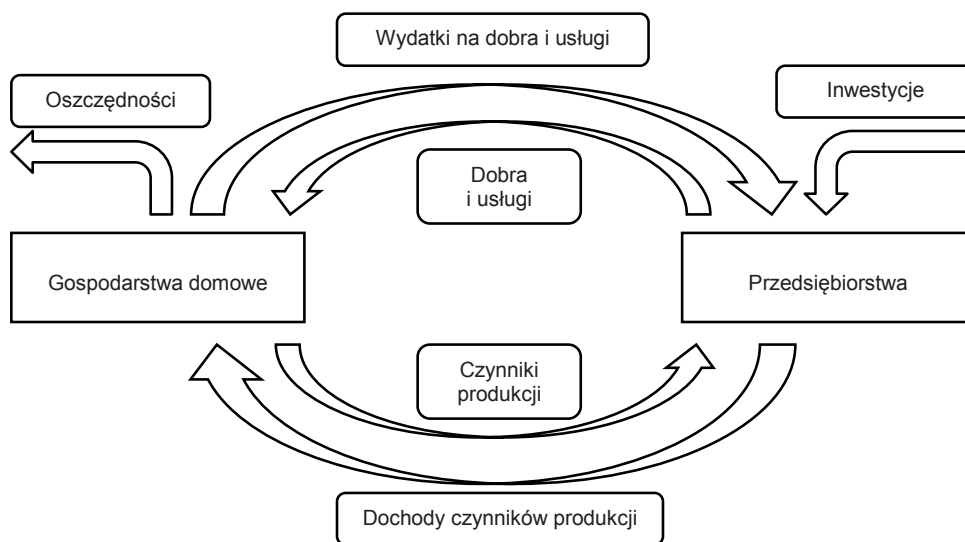 Wydatki na dobra i usługi
Oszczędności
Inwestycje
Dobra
i usługi
Gospodarstwa domowe
Przedsiębiorstwa
Czynniki
produkcji
Dochody czynników produkcji